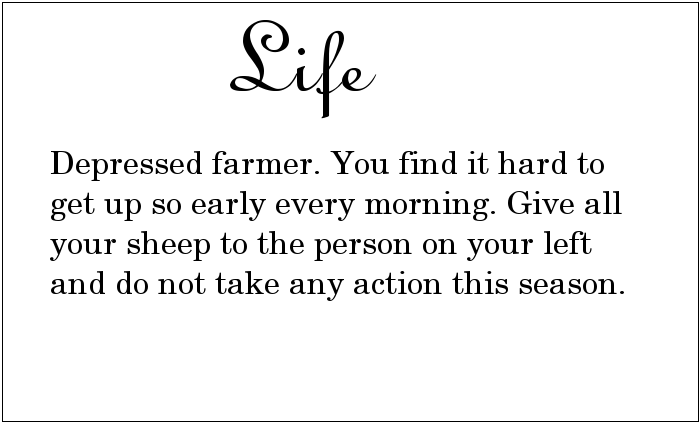 Life
Depressed farmer. You find it hard to
get up so early every morning. Give all
your sheep to the person on your left
and do not take any action this season.